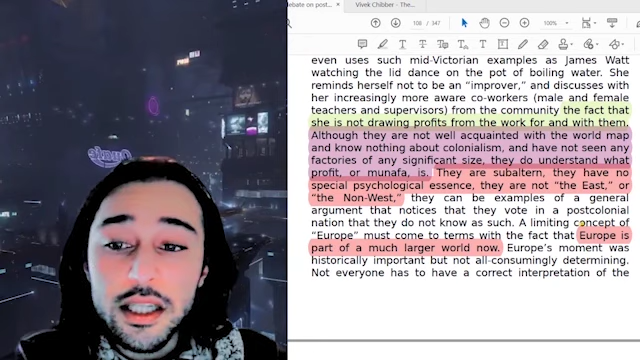 ebate on post...
Vivek Chibber - The...
108 / 347
100%
even uses such mid-Victorian examples as James Watt
watching the lid dance on the pot of boiling water. She
reminds herself not to be an “improver,” and discusses with
her increasingly more aware co-workers (male and female
teachers and supervisors) from the community the fact that
she is not drawing profits from the work for and with them.
Although they are not well acquainted with the world map
and know nothing about colonialism, and have not seen any
factories of any significant size, they do understand what
profit, or munafa, is. They are subaltern, they have no
special psychological essence, they are not “the East,” or
“the Non-West,” they can be examples of a general
argument that notices that they vote in a postcolonial
nation that they do not know as such. A limiting concept of
“Europe” must come to terms with the fact that Europe is
part of a much larger world now. Europe’s moment was
historically important but not all-consumingly determining.
Not everyone has to have a correct interpretation of the